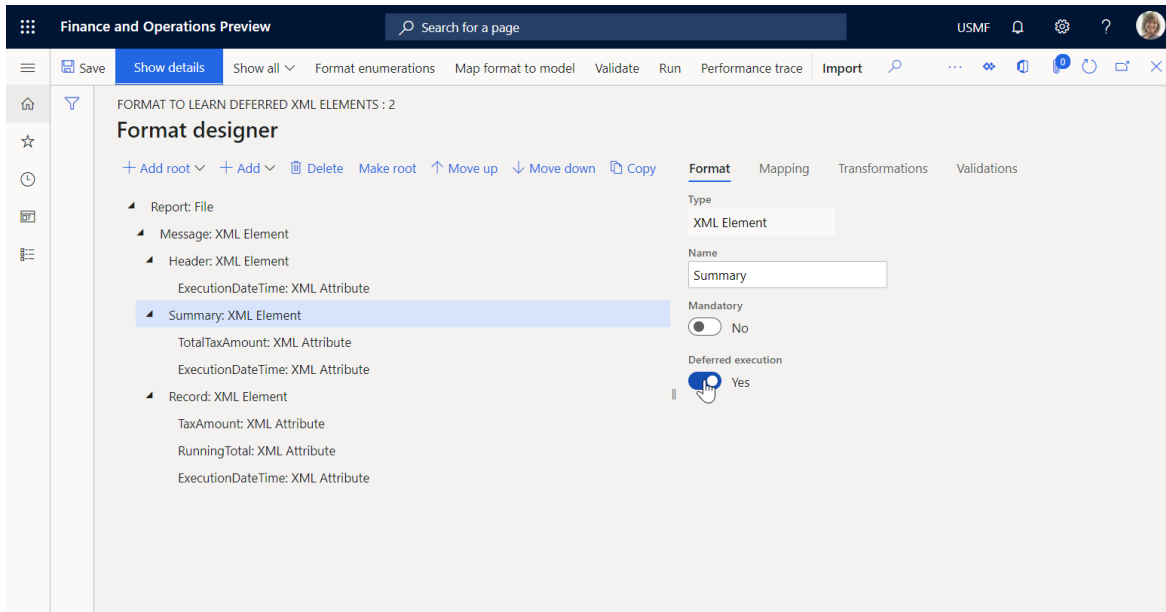 Finance and Operations Preview Search for a page USMF ?
Save Show details Show all Format enumerations Map format to model Validate Run Performance trace Import ... 0
FORMAT TO LEARN DEFERRED XML ELEMENTS : 2
Format designer
Add root Add Delete Make root Move up Move down Copy Format Mapping Transformations Validations
Report: File
Message: XML Element
Header: XML Element
ExecutionDateTime: XML Attribute
Summary: XML Element
TotalTaxAmount: XML Attribute
ExecutionDateTime: XML Attribute
Record: XML Element
TaxAmount: XML Attribute
RunningTotal: XML Attribute
ExecutionDateTime: XML Attribute
Type
XML Element
Name
Summary
Mandatory
No
Deferred execution
Yes